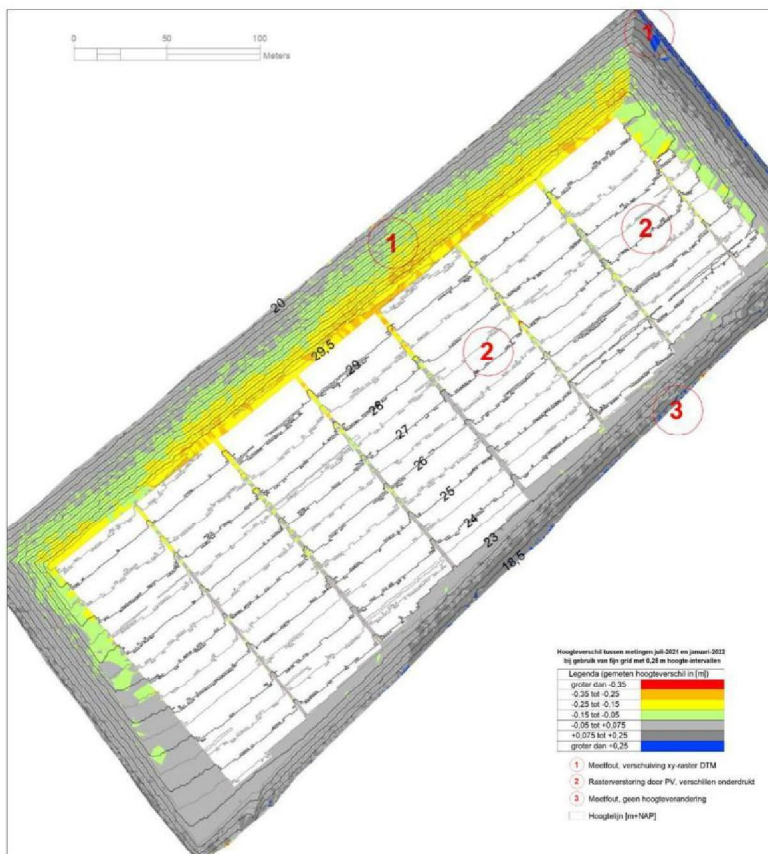 0 50 100
Meters
1
20
1
2
29,5
29
2
28
27
3
26
25
24
23
18,5
Hoogteverschil tussen metingen juli-2021 en januari-2022
bij gebruik van fijn grid met 0,25 m hoogte-intervallen
Legenda (gemeten hoogteverschil in [m])
groter dan -0,35
-0,35 tot -0,25
-0,25 tot -0,15
-0,15 tot -0,05
-0,05 tot +0,075
+0,075 tot +0,25
groter dan +0,25
1 Meetfout, verschuiving xy-raster DTM
2 Rasterverstoring door PV, verschillen onderdrukt
3 Meetfout, geen hoogteverandering
Hoogtelijn [m+NAP]